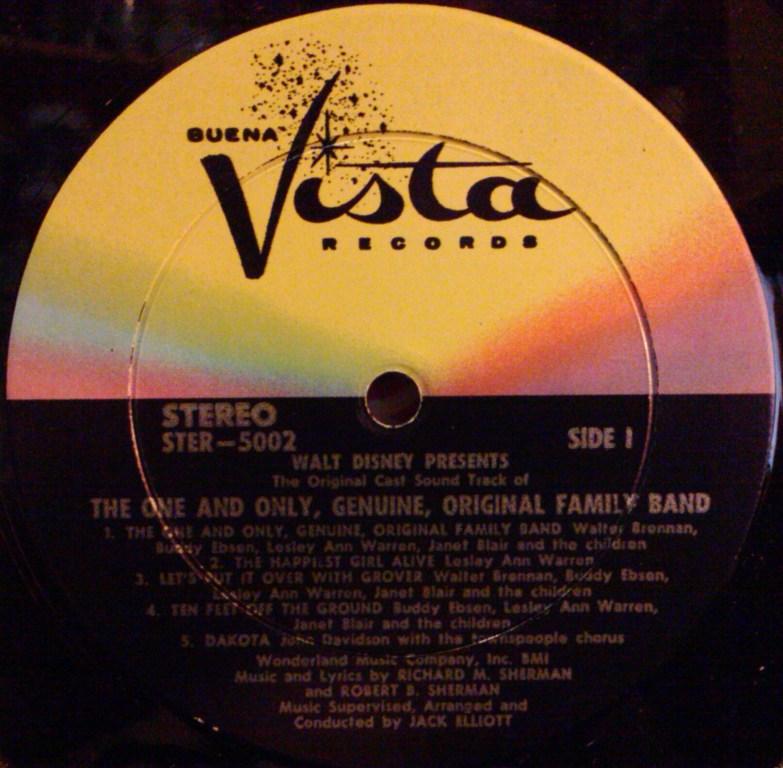 BUENA
Vista
RECORDS
STEREO
STER-5002
SIDE 1
WALT DISNEY PRESENTS
The Original Cast Sound Track of
THE ONE AND ONLY, GENUINE, ORIGINAL FAMILY BAND
1. THE ONE AND ONLY, GENUINE, ORIGINAL FAMILY BAND Walter Brennan,
Buddy Ebsen, Lesley Ann Warren, Janet Blair and the children
2. THE HAPPIEST GIRL ALIVE Lesley Ann Warren
3. LET'S PUT IT OVER WITH GROVER Walter Brennan, Buddy Ebsen,
Lesley Ann Warren, Janet Blair and the children
4. TEN FEET OFF THE GROUND Buddy Ebsen, Lesley Ann Warren,
Janet Blair and the children
5. DAKOTA John Davidson with the townspeople chorus
Wonderland Music Company, Inc. BMI
Music and Lyrics by RICHARD M. SHERMAN
and ROBERT B. SHERMAN
Music Supervised, Arranged and
Conducted by JACK ELLIOTT